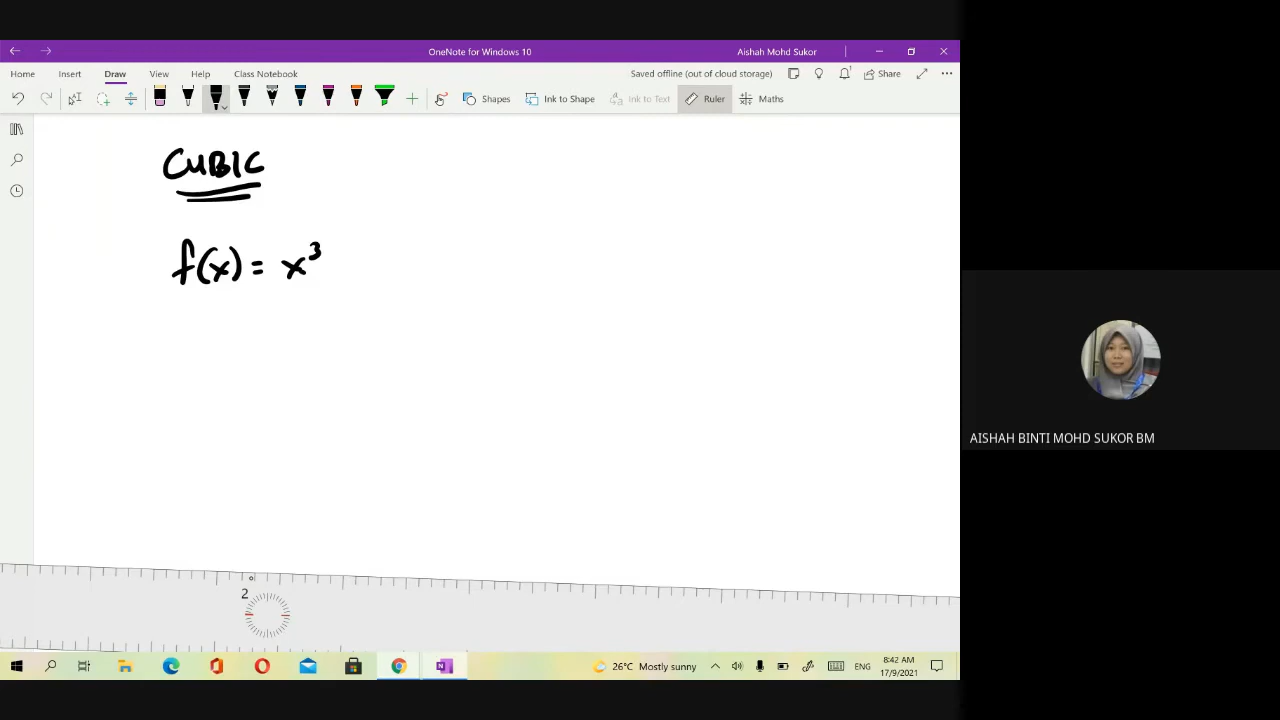 OneNote for Windows 10
Aishah Mohd Sukor
Home Insert Draw View Help Class Notebook
Saved offline (out of cloud storage) Share
Shapes Ink to Shape Ink to Text Ruler Maths
CUBIC
f(x) = x³
2
AISHAH BINTI MOHD SUKOR BM
26°C Mostly sunny
ENG
8:42 AM
17/9/2021